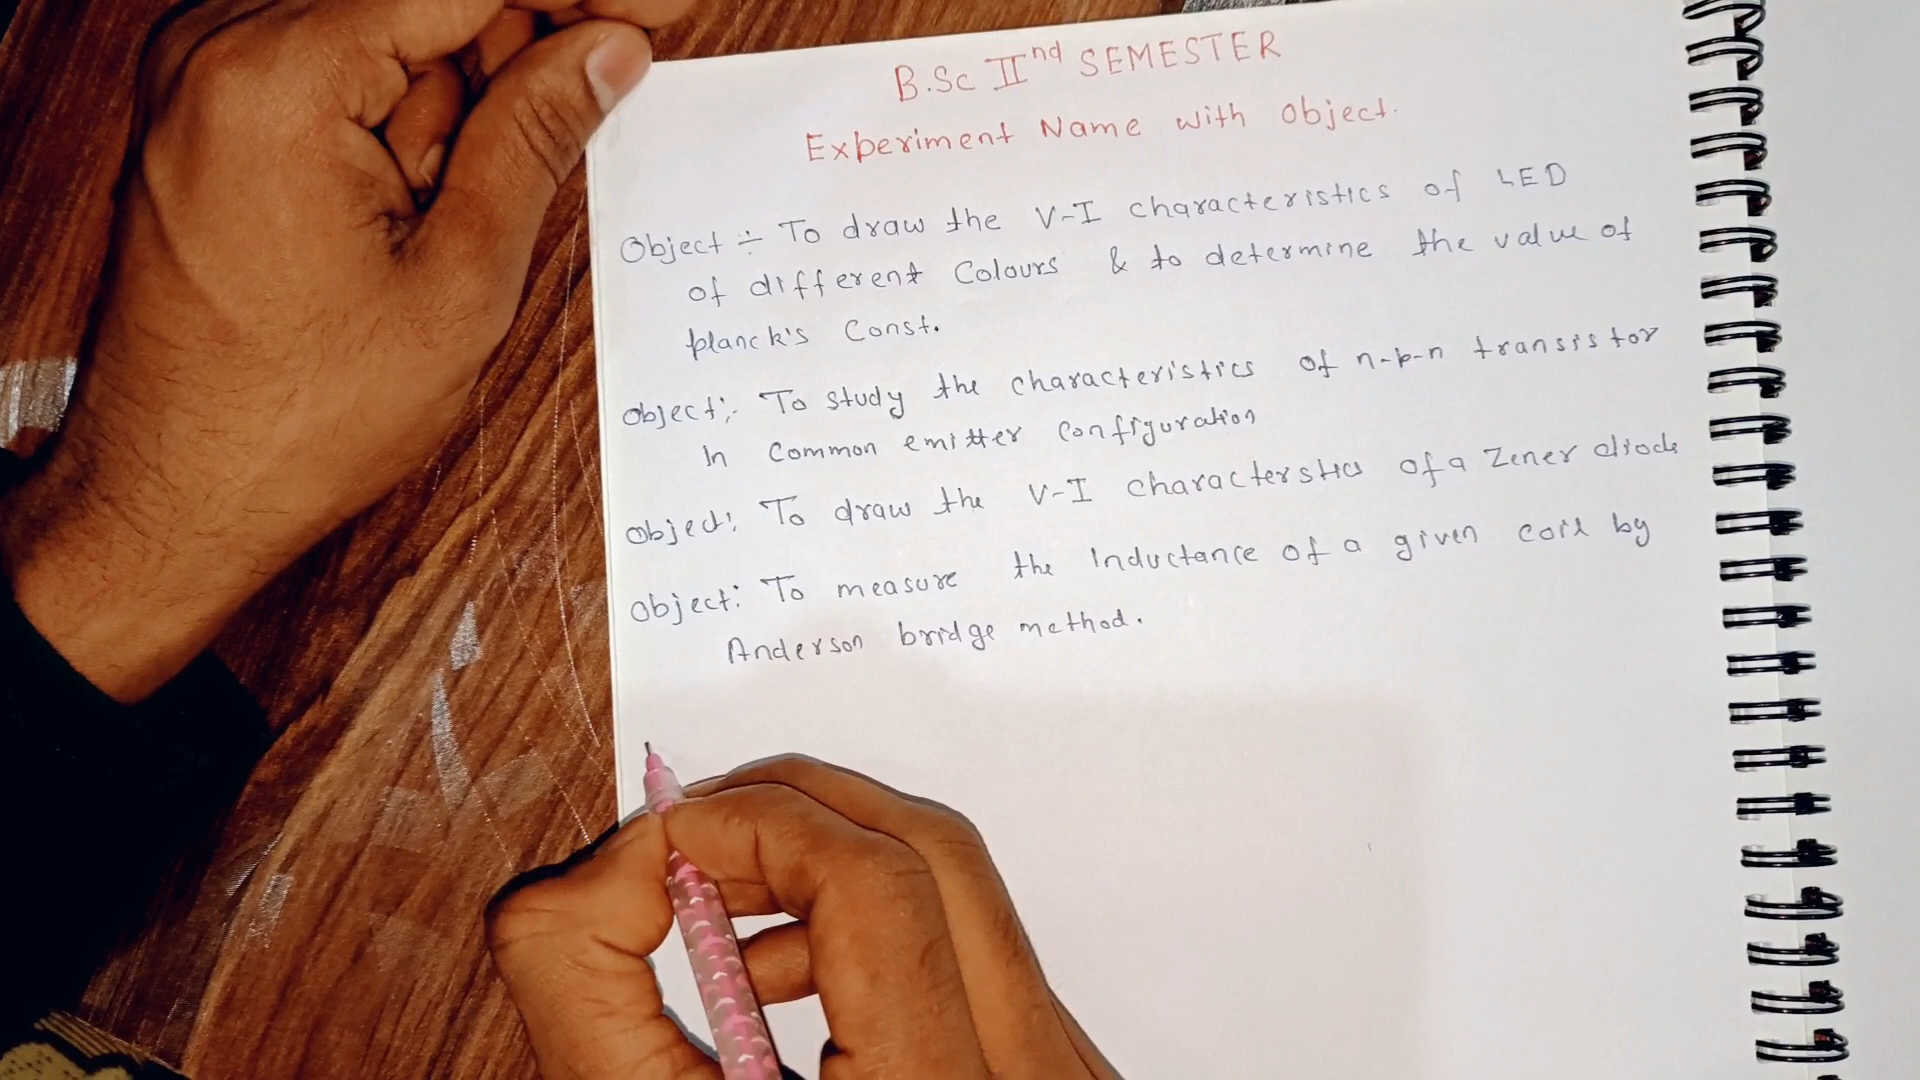 B.Sc IInd SEMESTER
Experiment Name with Object.
Object ÷ To draw the V-I characteristics of LED
of different Colours & to determine the value of
planck's Const.
Object:- To study the characteristics of n-p-n transistor
In Common emitter Configuration
Object: To draw the V-I characterstics of a Zener diode
Object: To measure the Inductance of a given coil by
Anderson bridge method.